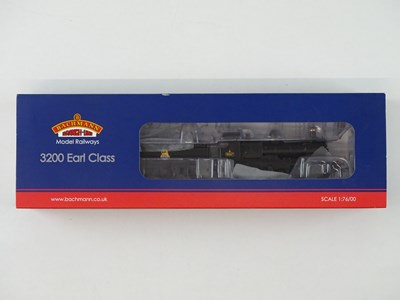 BACHMANN
BRANCH-LINE
Model Railways
3200 Earl Class
www.bachmann.co.uk
SCALE 1:76/00